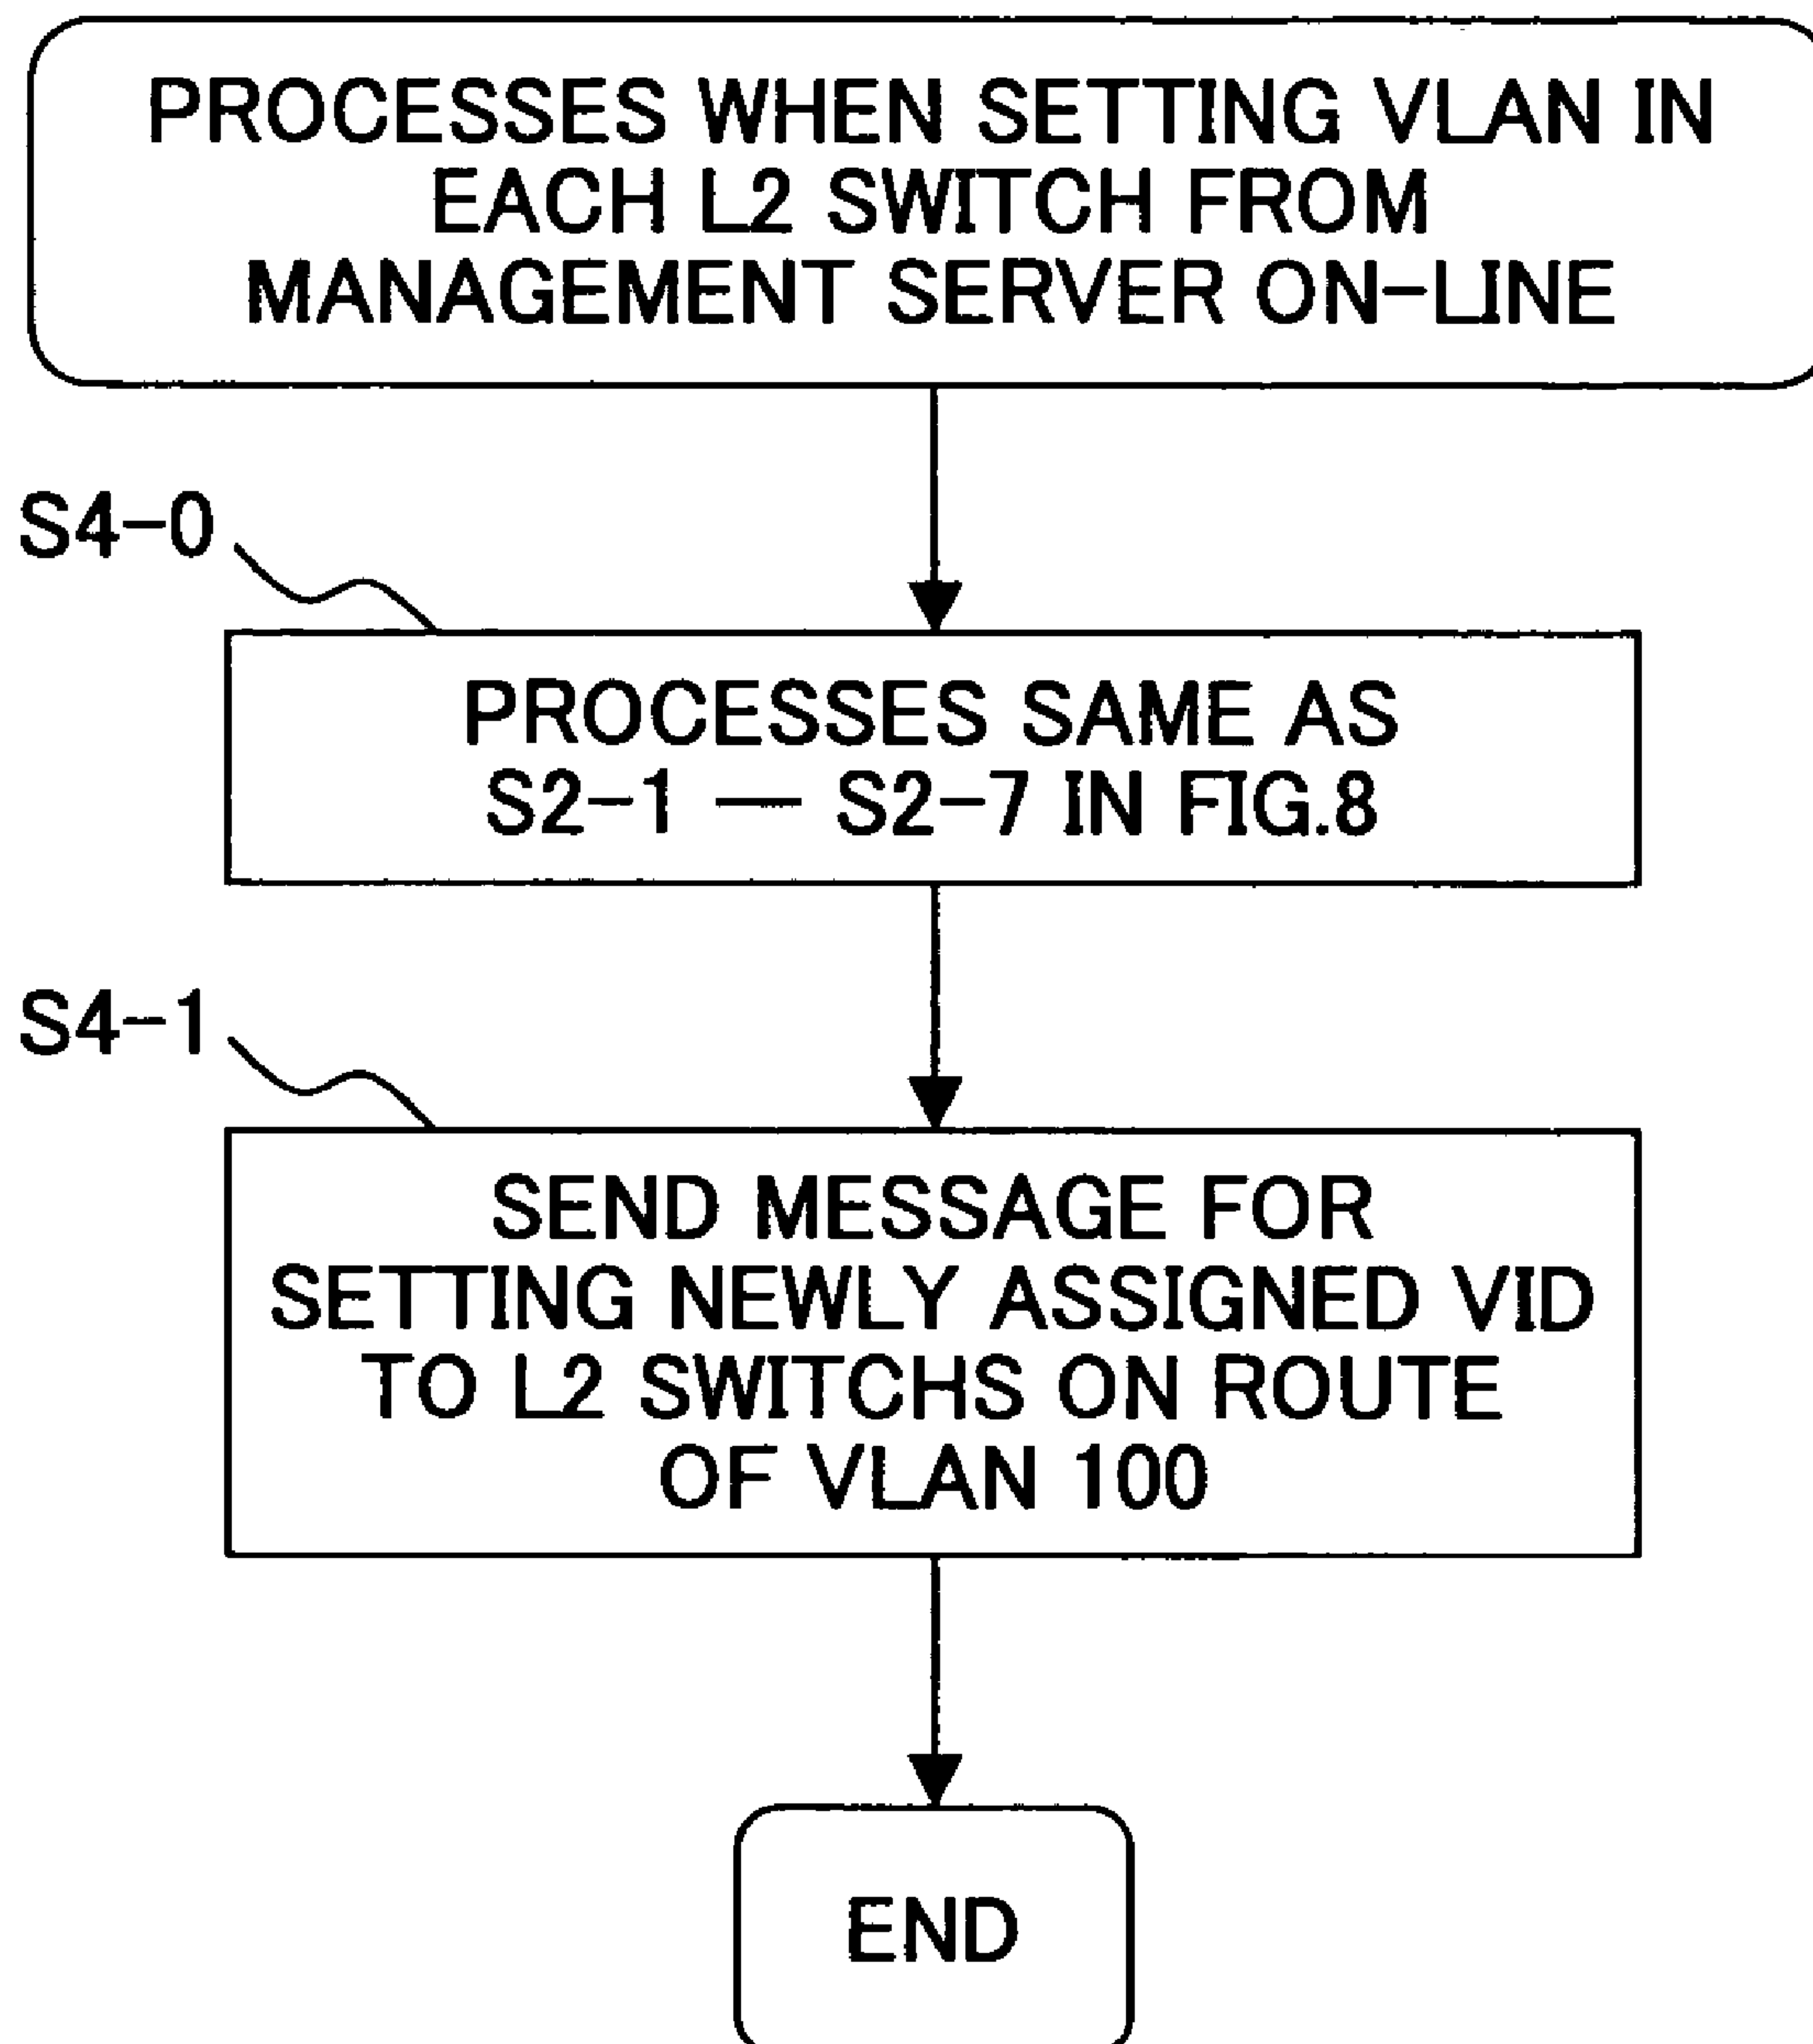 PROCESSES WHEN SETTING VLAN IN
EACH L2 SWITCH FROM
MANAGEMENT SERVER ON-LINE
S4-0
PROCESSES SAME AS
S2-1 — S2-7 IN FIG.8
S4-1
SEND MESSAGE FOR
SETTING NEWLY ASSIGNED VID
TO L2 SWITCHS ON ROUTE
OF VLAN 100
END